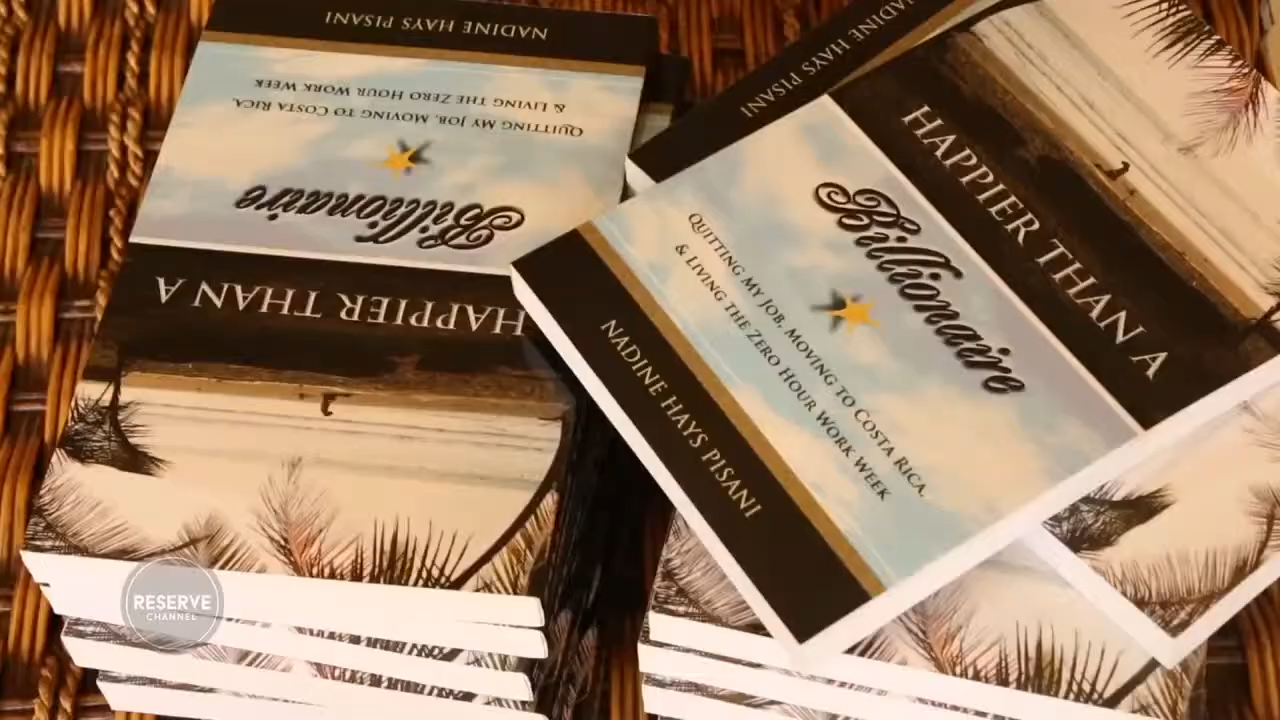 NADINE HAYS PISANI
& LIVING THE ZERO HOUR WORK WEEK
QUITTING MY JOB, MOVING TO COSTA RICA,
Billionaire
HAPPIER THAN A
NADINE HAYS PISANI
HAPPIER THAN A
Billionaire
QUITTING MY JOB, MOVING TO COSTA RICA,
& LIVING THE ZERO HOUR WORK WEEK
NADINE HAYS PISANI
RESERVE
CHANNEL